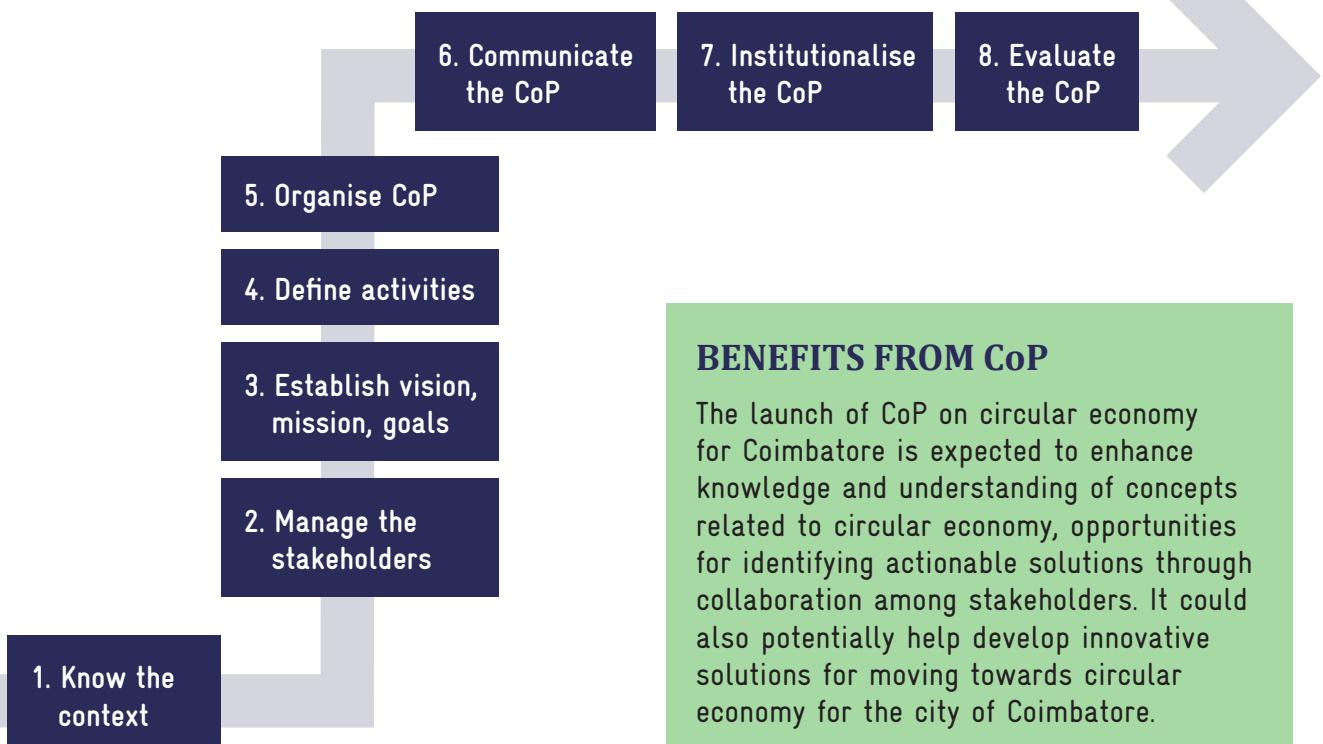 1. Know the
context
2. Manage the
stakeholders
3. Establish vision,
mission, goals
4. Define activities
5. Organise CoP
6. Communicate
the CoP
7. Institutionalise
the CoP
8. Evaluate
the CoP
BENEFITS FROM CoP
The launch of CoP on circular economy
for Coimbatore is expected to enhance
knowledge and understanding of concepts
related to circular economy, opportunities
for identifying actionable solutions through
collaboration among stakeholders. It could
also potentially help develop innovative
solutions for moving towards circular
economy for the city of Coimbatore.